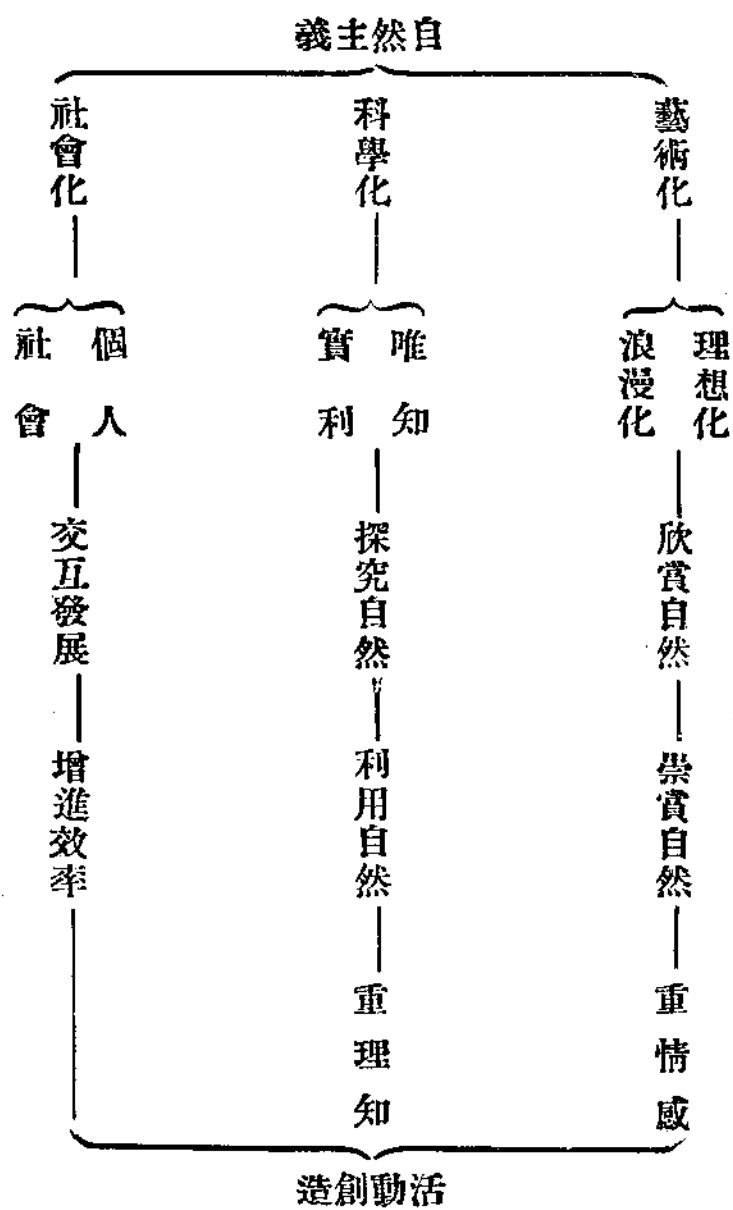 自然主義
藝術化
理想化
浪漫化
欣賞自然
崇賞自然
重情感
科學化
唯知
實利
探究自然
利用自然
重理知
社會化
個人
社會
交互發展
增進效率
活動創造